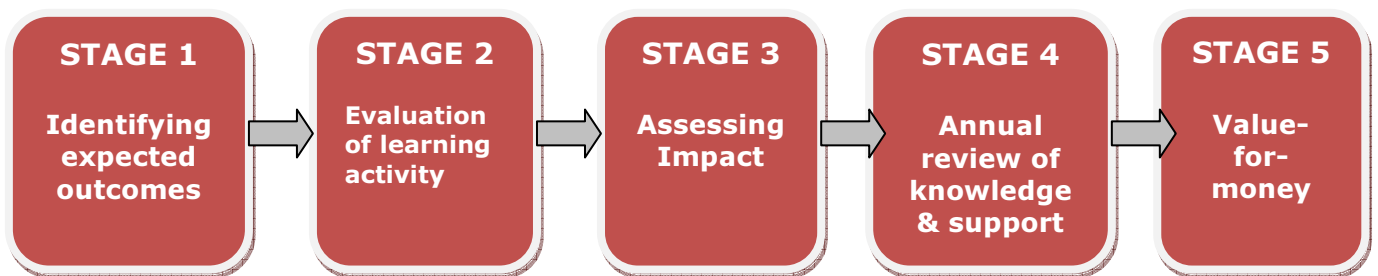 STAGE 1
Identifying
expected
outcomes
STAGE 2
Evaluation
of learning
activity
STAGE 3
Assessing
Impact
STAGE 4
Annual
review of
knowledge
& support
STAGE 5
Value-
for-
money